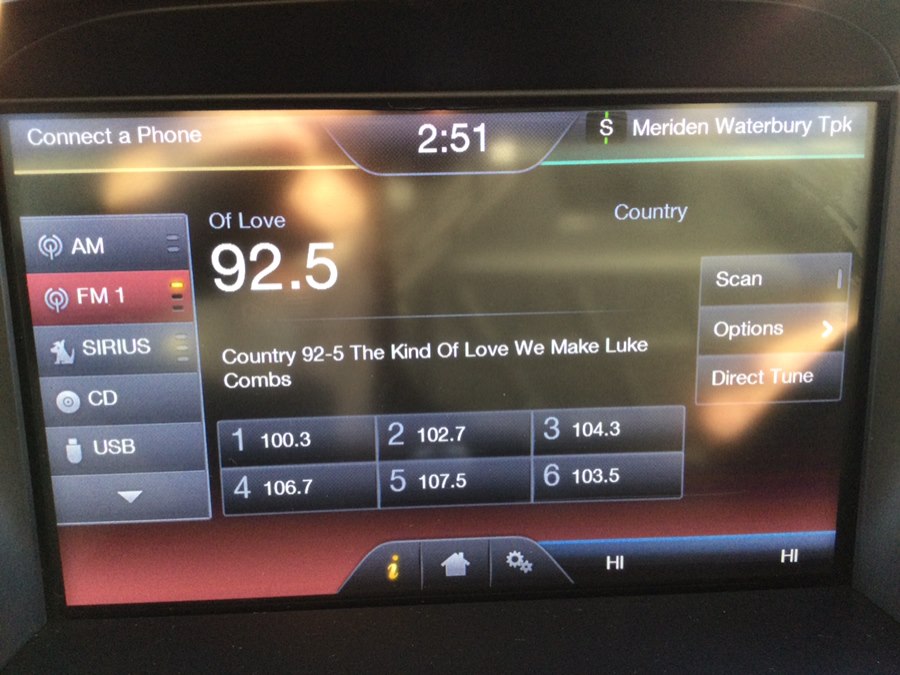 Connect a Phone
2:51
S
Meriden Waterbury Tpk
AM
FM 1
SIRIUS
CD
USB
Of Love
92.5
Country
Country 92-5 The Kind Of Love We Make Luke
Combs
Scan
Options
Direct Tune
1 100.3
2 102.7
3 104.3
4 106.7
5 107.5
6 103.5
i
HI
HI